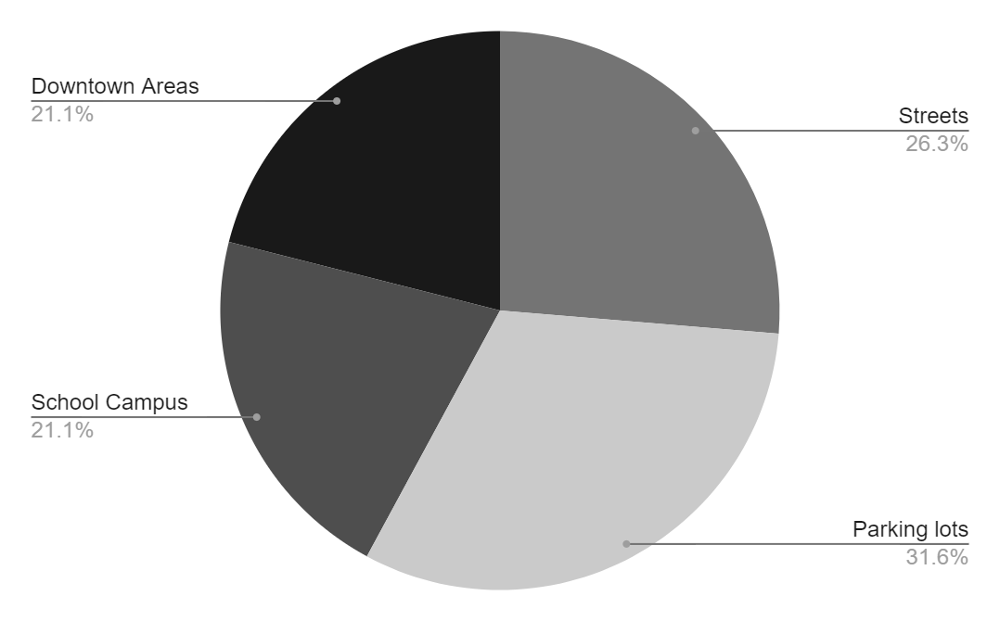 Downtown Areas
21.1%
Streets
26.3%
School Campus
21.1%
Parking lots
31.6%